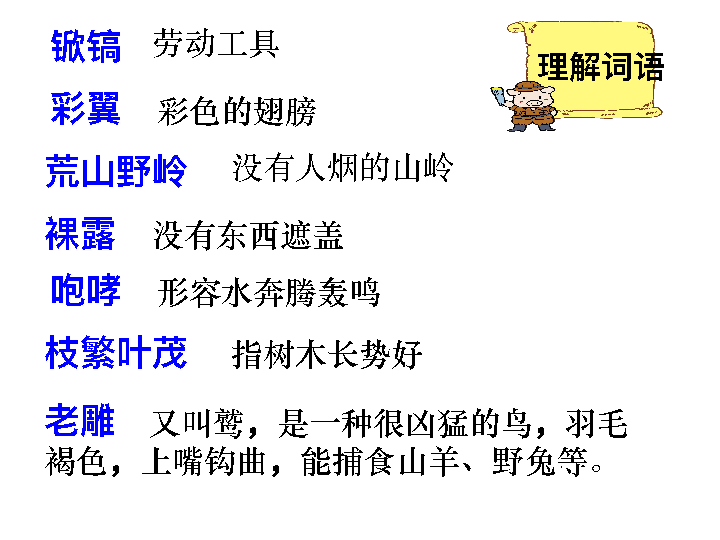 理解词语
锨镐 劳动工具
彩翼 彩色的翅膀
荒山野岭 没有人烟的山岭
裸露 没有东西遮盖
咆哮 形容水奔腾轰鸣
枝繁叶茂 指树木长势好
老雕 又叫鹫，是一种很凶猛的鸟，羽毛
褐色，上嘴钩曲，能捕食山羊、野兔等。